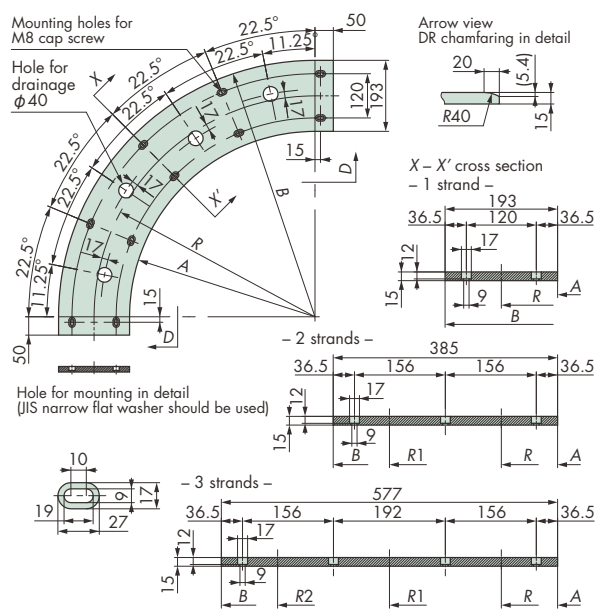 Mounting holes for
M8 cap screw
Hole for
drainage
φ40
22.5°
22.5°
11.25°
50
22.5°
22.5°
22.5°
22.5°
22.5°
11.25°
X
X'
17
17
17
17
120
193
15
D
B
R
A
15
50
D
Arrow view
DR chamfaring in detail
20
(5.4)
15
R40
X – X' cross section
– 1 strand –
193
36.5 120 36.5
12
17
15
9
R
A
B
– 2 strands –
385
36.5 156 156 36.5
12
17
15
9
B R1 R A
Hole for mounting in detail
(JIS narrow flat washer should be used)
10
9
17
19
27
– 3 strands –
577
36.5 156 192 156 36.5
12
17
15
9
B R2 R1 R A